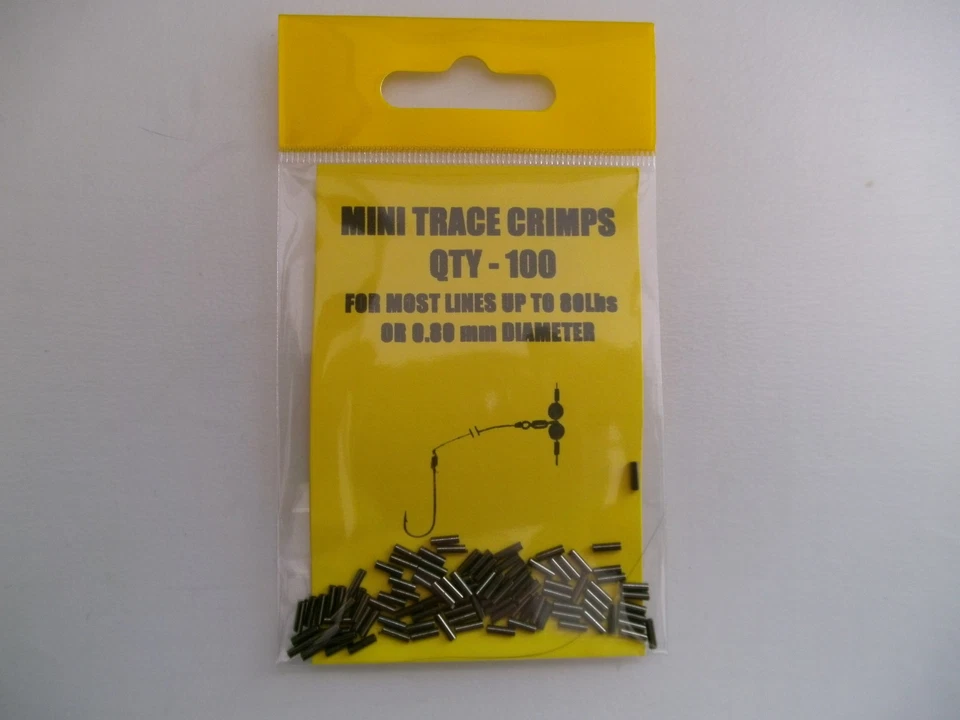 MINI TRACE CRIMPS
QTY - 100
FOR MOST LINES UP TO 80Lbs
OR 0.80 mm DIAMETER